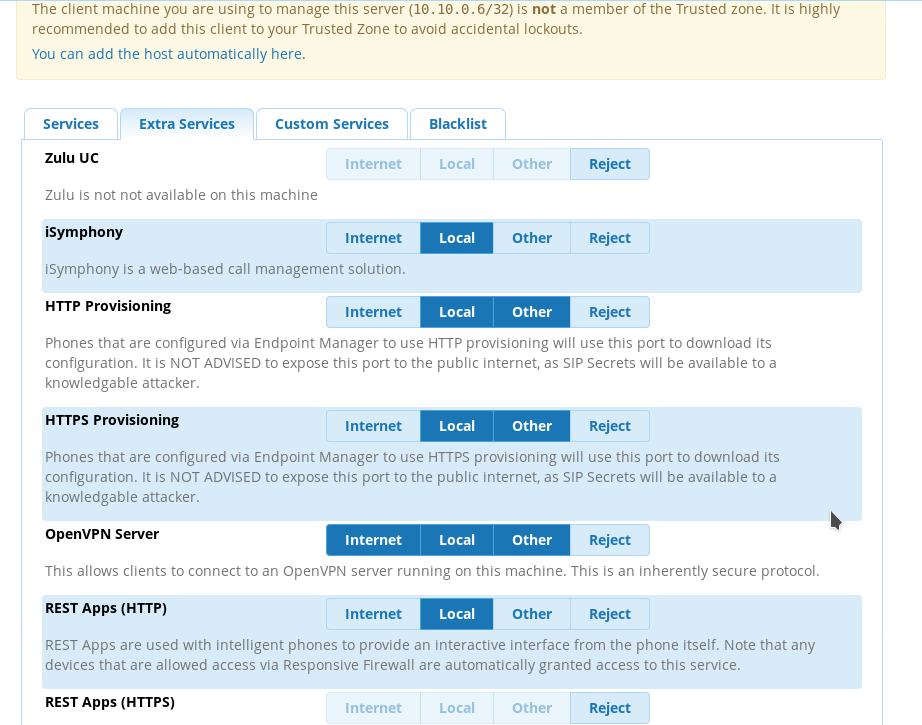 The client machine you are using to manage this server (10.10.0.6/32) is not a member of the Trusted zone. It is highly
recommended to add this client to your Trusted Zone to avoid accidental lockouts.
You can add the host automatically here.
Services Extra Services Custom Services Blacklist
Zulu UC Internet Local Other Reject
Zulu is not not available on this machine
iSymphony Internet Local Other Reject
iSymphony is a web-based call management solution.
HTTP Provisioning Internet Local Other Reject
Phones that are configured via Endpoint Manager to use HTTP provisioning will use this port to download its
configuration. It is NOT ADVISED to expose this port to the public internet, as SIP Secrets will be available to a
knowledgable attacker.
HTTPS Provisioning Internet Local Other Reject
Phones that are configured via Endpoint Manager to use HTTPS provisioning will use this port to download its
configuration. It is NOT ADVISED to expose this port to the public internet, as SIP Secrets will be available to a
knowledgable attacker.
OpenVPN Server Internet Local Other Reject
This allows clients to connect to an OpenVPN server running on this machine. This is an inherently secure protocol.
REST Apps (HTTP) Internet Local Other Reject
REST Apps are used with intelligent phones to provide an interactive interface from the phone itself. Note that any
devices that are allowed access via Responsive Firewall are automatically granted access to this service.
REST Apps (HTTPS) Internet Local Other Reject